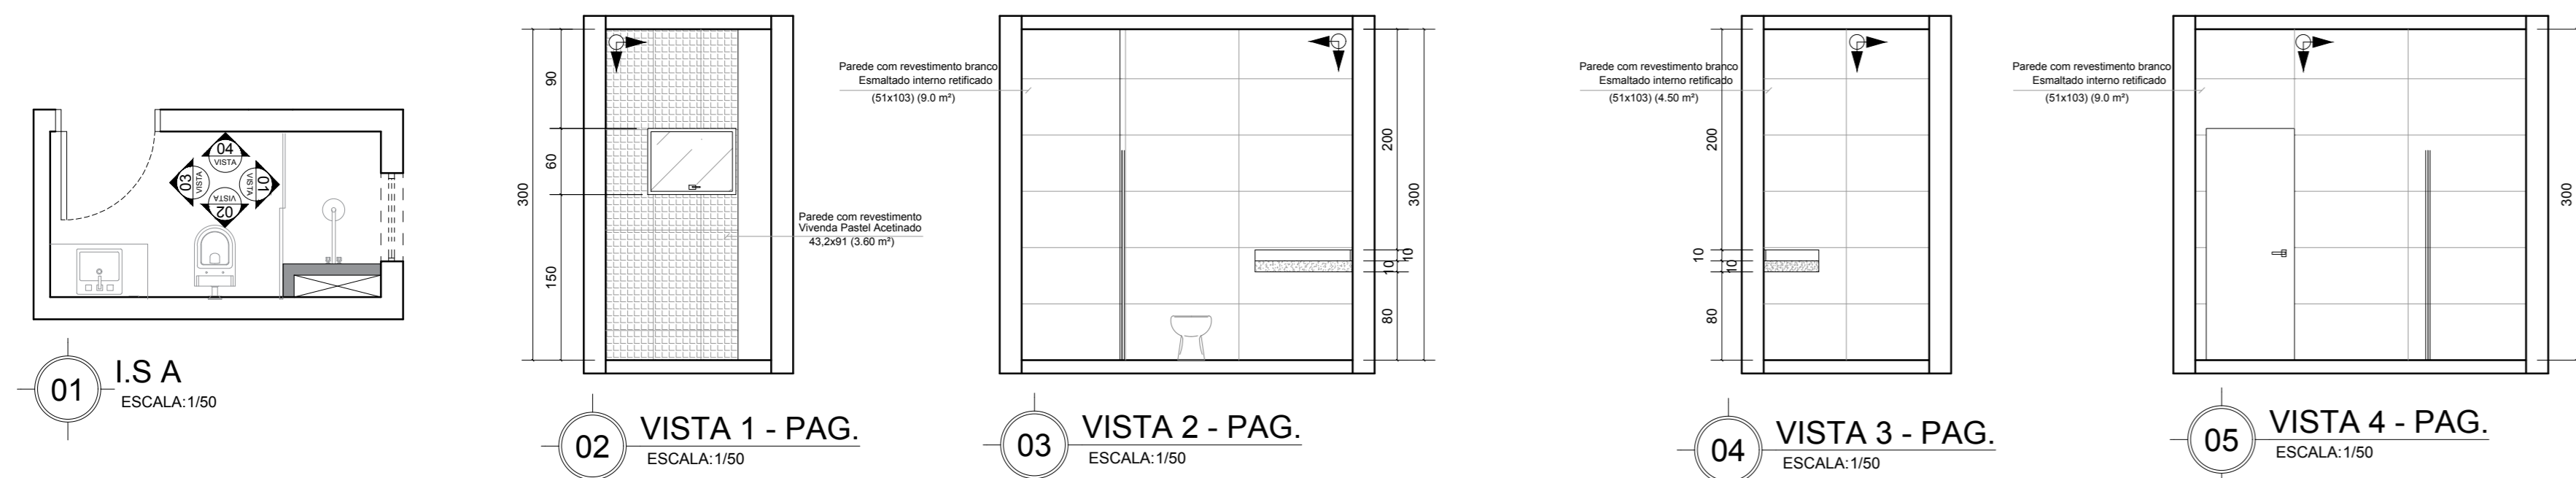 04
VISTA
03
VISTA
01
VISTA
02
VISTA
01
I.S A
ESCALA:1/50
300
90
60
150
Parede com revestimento
Vivenda Pastel Acetinado
43,2x91 (3.60 m²)
02
VISTA 1 - PAG.
ESCALA:1/50
Parede com revestimento branco
Esmaltado interno retificado
(51x103) (9.0 m²)
200
10
10
80
300
03
VISTA 2 - PAG.
ESCALA:1/50
Parede com revestimento branco
Esmaltado interno retificado
(51x103) (4.50 m²)
200
10
10
80
04
VISTA 3 - PAG.
ESCALA:1/50
Parede com revestimento branco
Esmaltado interno retificado
(51x103) (9.0 m²)
300
05
VISTA 4 - PAG.
ESCALA:1/50